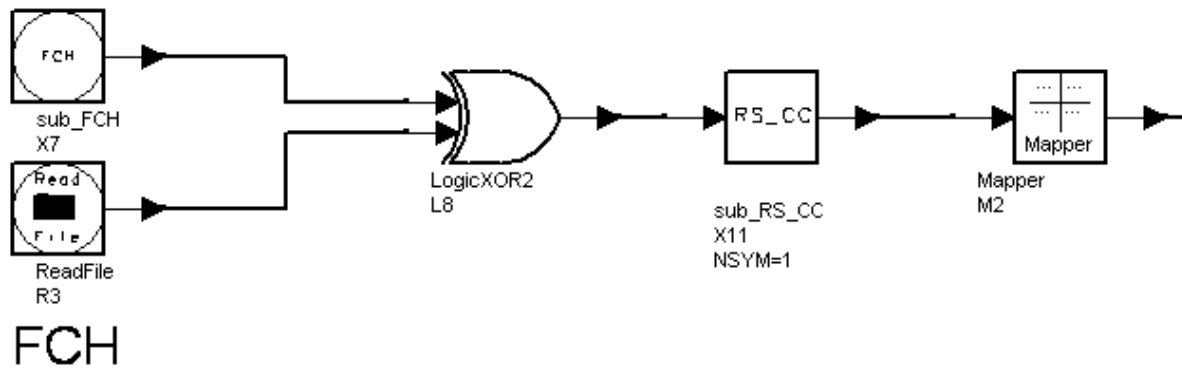 FCH
sub_FCH
X7
Read
File
ReadFile
R3
LogicXOR2
L8
RS_CC
sub_RS_CC
X11
NSYM=1
Mapper
Mapper
M2
FCH